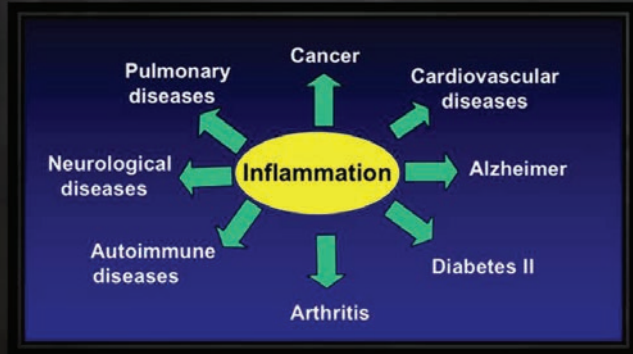 Cancer
Pulmonary
diseases
Cardiovascular
diseases
Neurological
diseases
Inflammation
Alzheimer
Autoimmune
diseases
Diabetes II
Arthritis